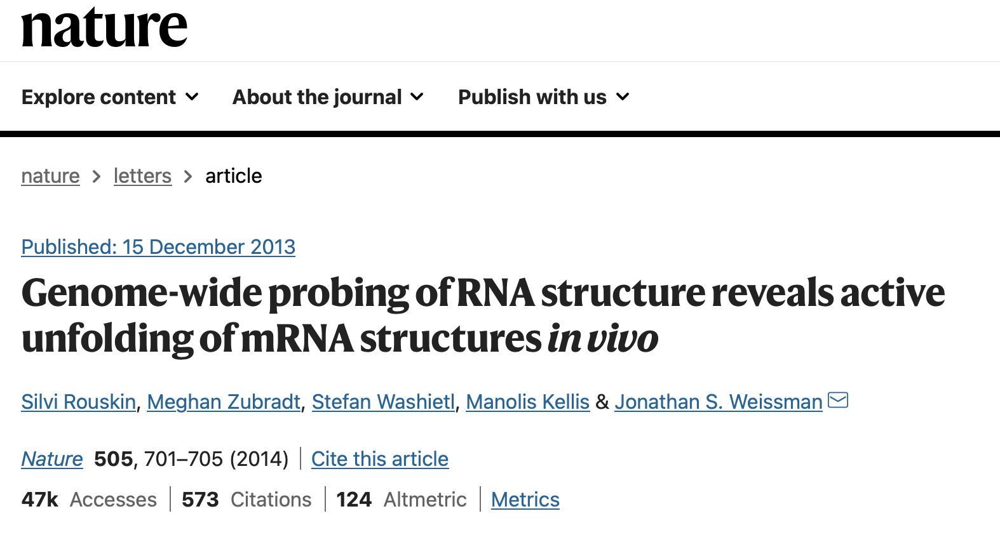 nature
Explore content About the journal Publish with us
nature > letters > article
Published: 15 December 2013
Genome-wide probing of RNA structure reveals active
unfolding of mRNA structures in vivo
Silvi Rouskin, Meghan Zubradt, Stefan Washietl, Manolis Kellis & Jonathan S. Weissman
Nature 505, 701–705 (2014) | Cite this article
47k Accesses | 573 Citations | 124 Altmetric | Metrics